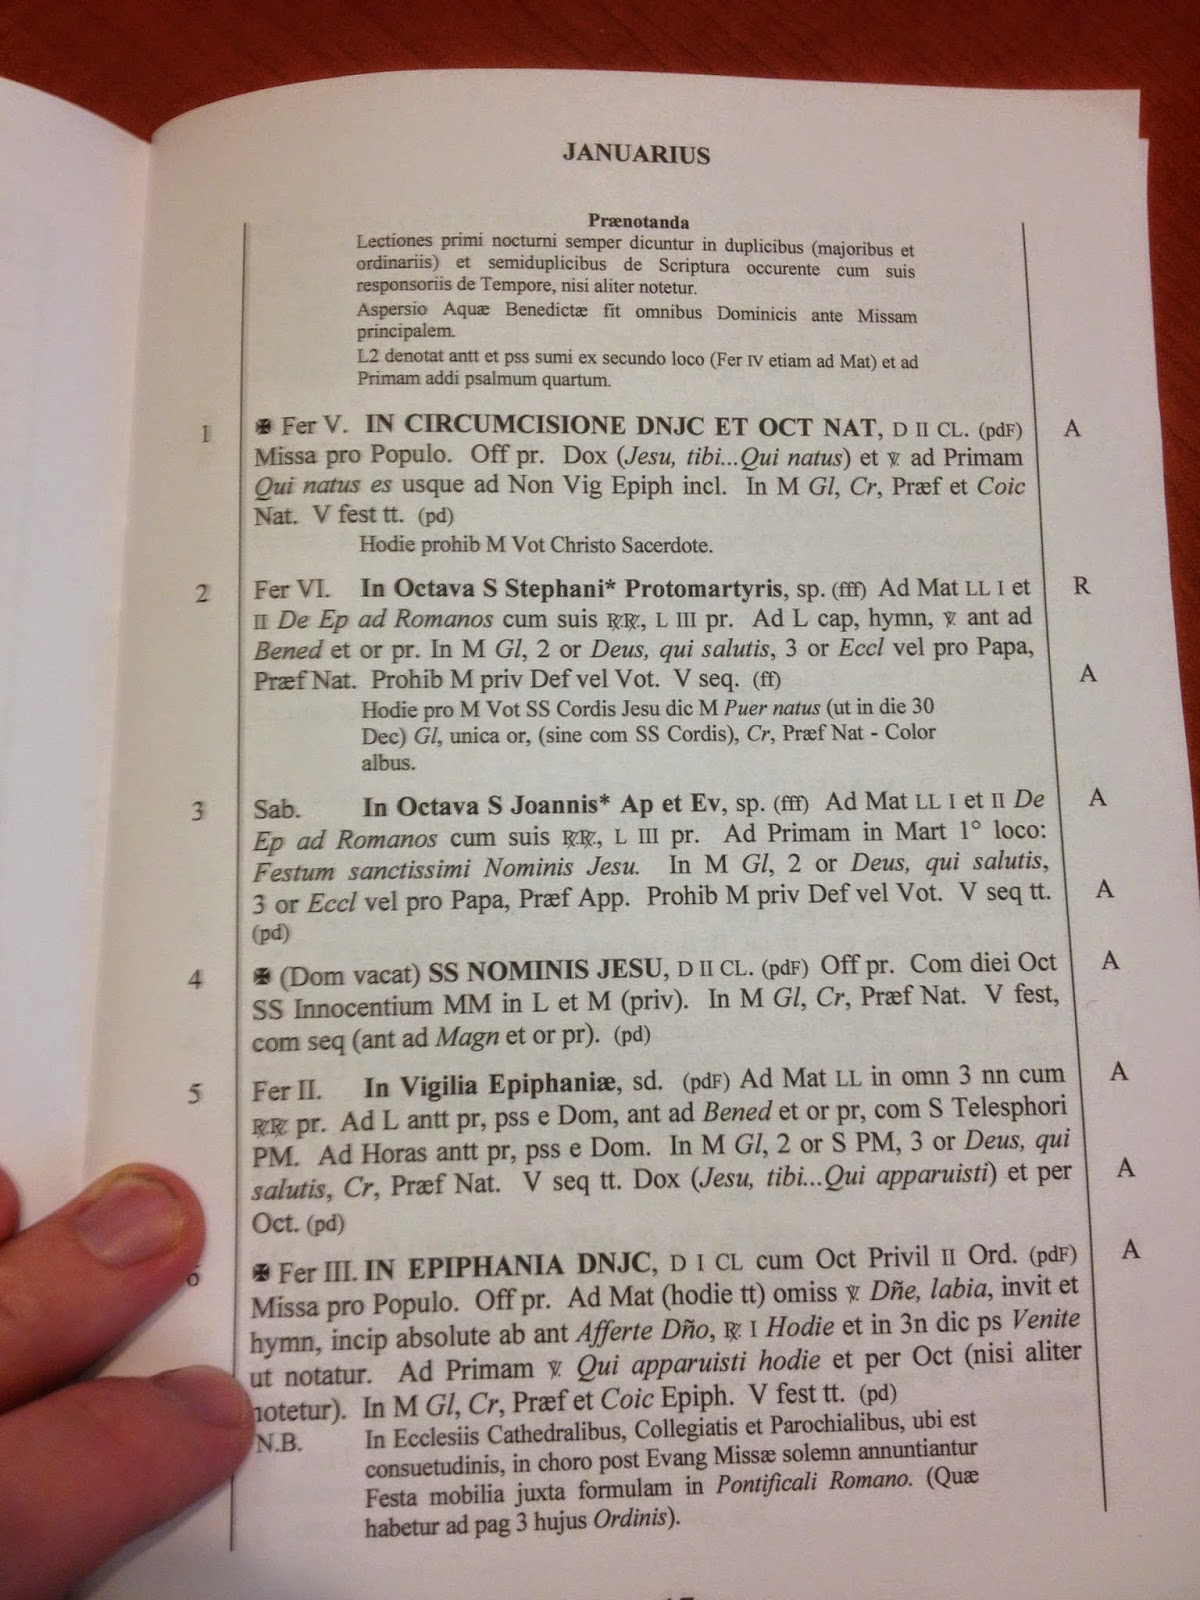 JANUARIUS
Prænotanda
Lectiones primi nocturni semper dicuntur in duplicibus (majoribus et
ordinariis) et semiduplicibus de Scriptura occurente cum suis
responsoriis de Tempore, nisi aliter notetur.
Aspersio Aquæ Benedictæ fit omnibus Dominicis ante Missam
principalem.
L2 denotat antt et pss sumi ex secundo loco (Fer IV etiam ad Mat) et ad
Primam addi psalmum quartum.
1 ✠ Fer V. IN CIRCUMCISIONE DNJC ET OCT NAT, D II CL. (pdF) A
Missa pro Populo. Off pr. Dox (Jesu, tibi...Qui natus) et ℣ ad Primam
Qui natus es usque ad Non Vig Epiph incl. In M Gl, Cr, Præf et Coic
Nat. V fest tt. (pd)
Hodie prohib M Vot Christo Sacerdote.
2 Fer VI. In Octava S Stephani* Protomartyris, sp. (fff) Ad Mat LL I et R
II De Ep ad Romanos cum suis ℟℟, L III pr. Ad L cap, hymn, ℣ ant ad
Bened et or pr. In M Gl, 2 or Deus, qui salutis, 3 or Eccl vel pro Papa,
Præf Nat. Prohib M priv Def vel Vot. V seq. (ff) A
Hodie pro M Vot SS Cordis Jesu dic M Puer natus (ut in die 30
Dec) Gl, unica or, (sine com SS Cordis), Cr, Præf Nat - Color
albus.
3 Sab. In Octava S Joannis* Ap et Ev, sp. (fff) Ad Mat LL I et II De A
Ep ad Romanos cum suis ℟℟, L III pr. Ad Primam in Mart 1° loco:
Festum sanctissimi Nominis Jesu. In M Gl, 2 or Deus, qui salutis,
3 or Eccl vel pro Papa, Præf App. Prohib M priv Def vel Vot. V seq tt. A
(pd)
4 ✠ (Dom vacat) SS NOMINIS JESU, D II CL. (pdF) Off pr. Com diei Oct A
SS Innocentium MM in L et M (priv). In M Gl, Cr, Præf Nat. V fest,
com seq (ant ad Magn et or pr). (pd)
5 Fer II. In Vigilia Epiphaniæ, sd. (pdF) Ad Mat LL in omn 3 nn cum A
℟℟ pr. Ad L antt pr, pss e Dom, ant ad Bened et or pr, com S Telesphori
PM. Ad Horas antt pr, pss e Dom. In M Gl, 2 or S PM, 3 or Deus, qui
salutis, Cr, Præf Nat. V seq tt. Dox (Jesu, tibi...Qui apparuisti) et per A
Oct. (pd)
6 ✠ Fer III. IN EPIPHANIA DNJC, D I CL cum Oct Privil II Ord. (pdF) A
Missa pro Populo. Off pr. Ad Mat (hodie tt) omiss ℣ Dñe, labia, invit et
hymn, incip absolute ab ant Afferte Dño, ℟ I Hodie et in 3n dic ps Venite
ut notatur. Ad Primam ℣ Qui apparuisti hodie et per Oct (nisi aliter
notetur). In M Gl, Cr, Præf et Coic Epiph. V fest tt. (pd)
N.B. In Ecclesiis Cathedralibus, Collegiatis et Parochialibus, ubi est
consuetudinis, in choro post Evang Missæ solemn annuntiantur
Festa mobilia juxta formulam in Pontificali Romano. (Quæ
habetur ad pag 3 hujus Ordinis).